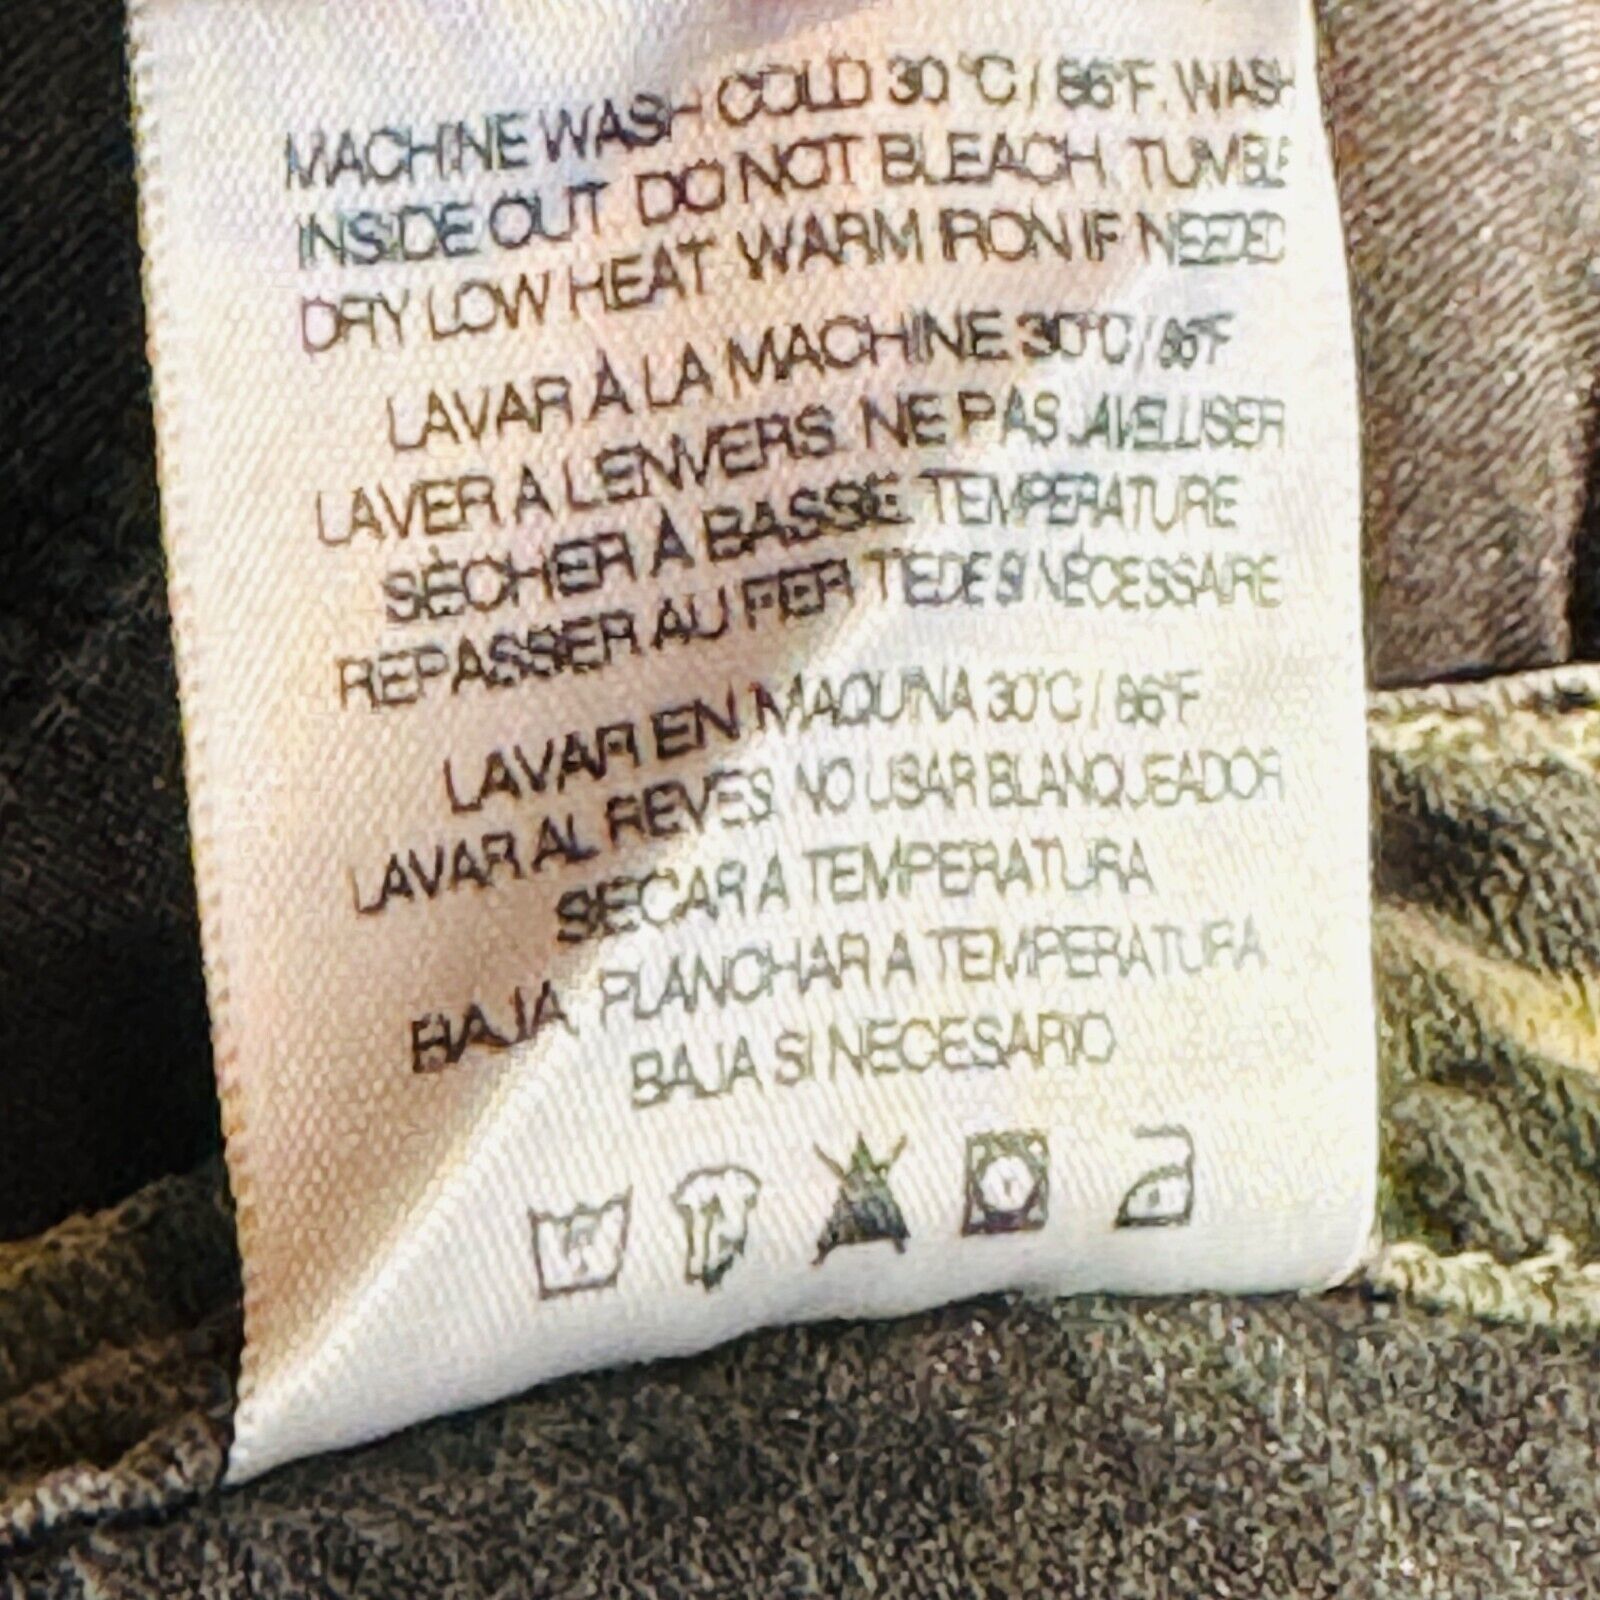 MACHINE WASH COLD 30°C / 86°F. WASH
INSIDE OUT. DO NOT BLEACH. TUMBLE
DRY LOW HEAT. WARM IRON IF NEEDED
LAVAR À LA MACHINE 30°C / 86°F
LAVER À L'ENVERS. NE PAS JAVELLISER
SÉCHER À BASSE TEMPERATURE
REPASSER AU FER TIEDE SI NÉCESSAIRE
LAVAR EN MAQUINA 30°C / 86°F
LAVAR AL REVES. NO USAR BLANQUEADOR
SECAR A TEMPERATURA
BAJA. PLANCHAR A TEMPERATURA
BAJA SI NECESARIO